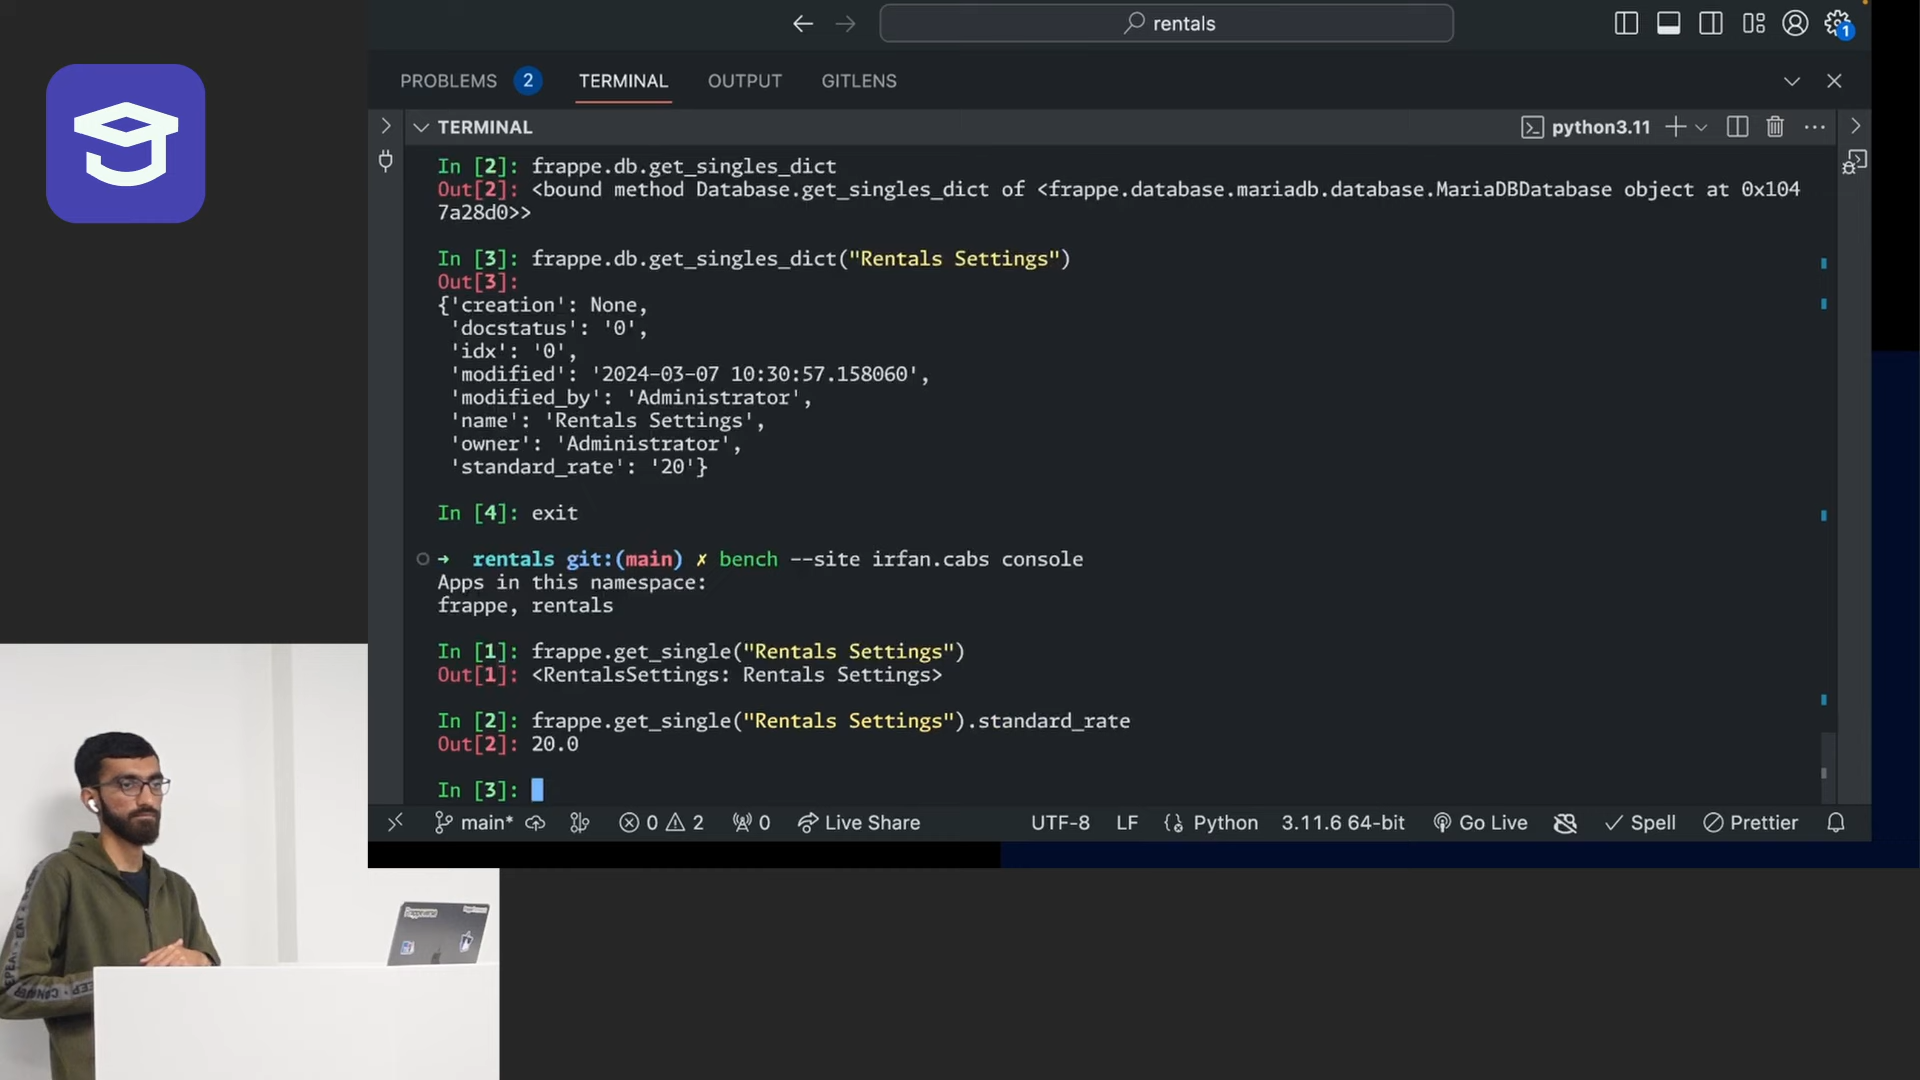 rentals
1
PROBLEMS 2 TERMINAL OUTPUT GITLENS
TERMINAL python3.11
In [2]: frappe.db.get_singles_dict
Out[2]: <bound method Database.get_singles_dict of <frappe.database.mariadb.database.MariaDBDatabase object at 0x104
7a28d0>>
In [3]: frappe.db.get_singles_dict("Rentals Settings")
Out[3]:
{'creation': None,
'docstatus': '0',
'idx': '0',
'modified': '2024-03-07 10:30:57.158060',
'modified_by': 'Administrator',
'name': 'Rentals Settings',
'owner': 'Administrator',
'standard_rate': '20'}
In [4]: exit
➜ rentals git:(main) ✗ bench --site irfan.cabs console
Apps in this namespace:
frappe, rentals
In [1]: frappe.get_single("Rentals Settings")
Out[1]: <RentalsSettings: Rentals Settings>
In [2]: frappe.get_single("Rentals Settings").standard_rate
Out[2]: 20.0
In [3]:
main* 0 2 0 Live Share UTF-8 LF Python 3.11.6 64-bit Go Live Spell Prettier